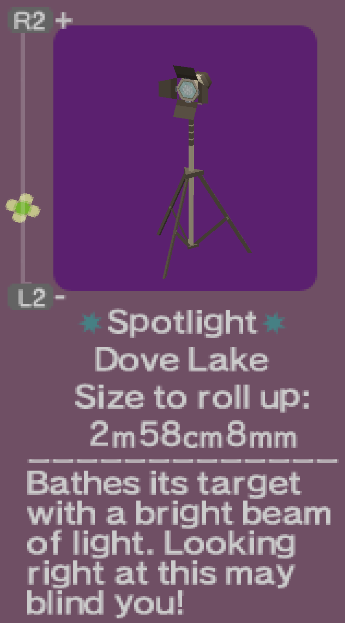 R2 +
L2 -
Spotlight
Dove Lake
Size to roll up:
2m58cm8mm
Bathes its target
with a bright beam
of light. Looking
right at this may
blind you!